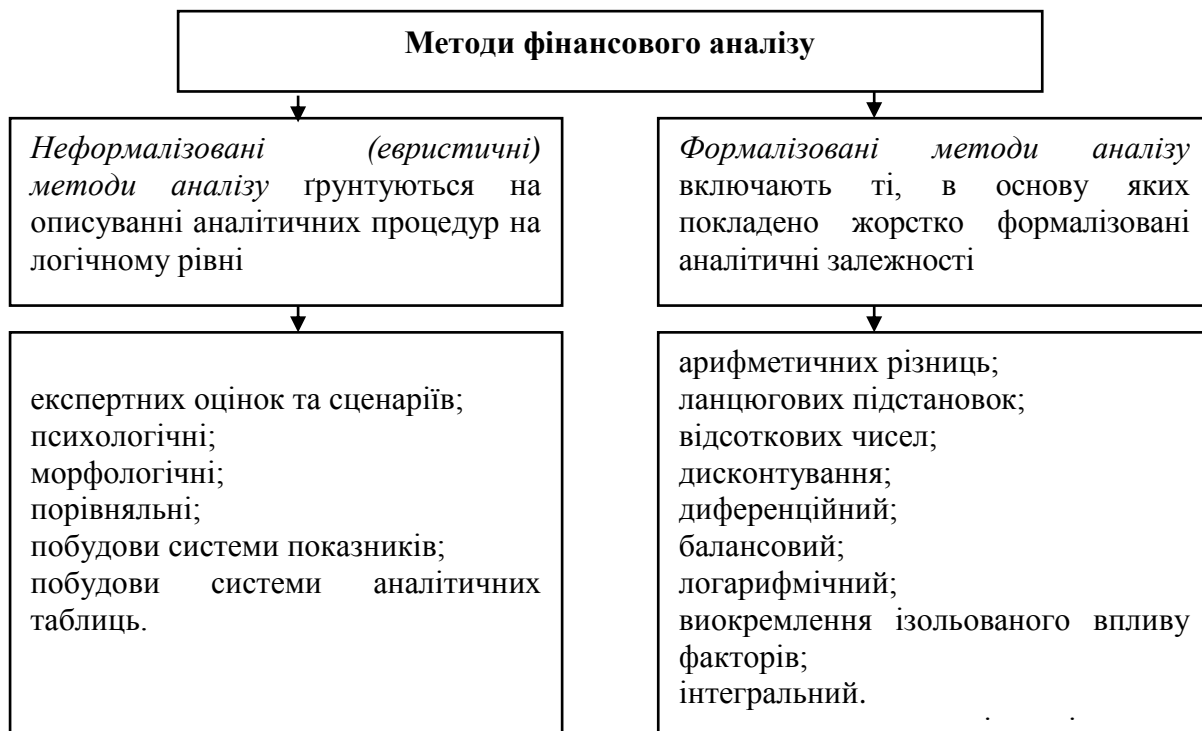 Методи фінансового аналізу
Неформалізовані (евристичні)
методи аналізу ґрунтуються на
описуванні аналітичних процедур на
логічному рівні
Формалізовані методи аналізу
включають ті, в основу яких
покладено жорстко формалізовані
аналітичні залежності
експертних оцінок та сценаріїв;
психологічні;
морфологічні;
порівняльні;
побудови системи показників;
побудови системи аналітичних
таблиць.
арифметичних різниць;
ланцюгових підстановок;
відсоткових чисел;
дисконтування;
диференційний;
балансовий;
логарифмічний;
виокремлення ізольованого впливу
факторів;
інтегральний.